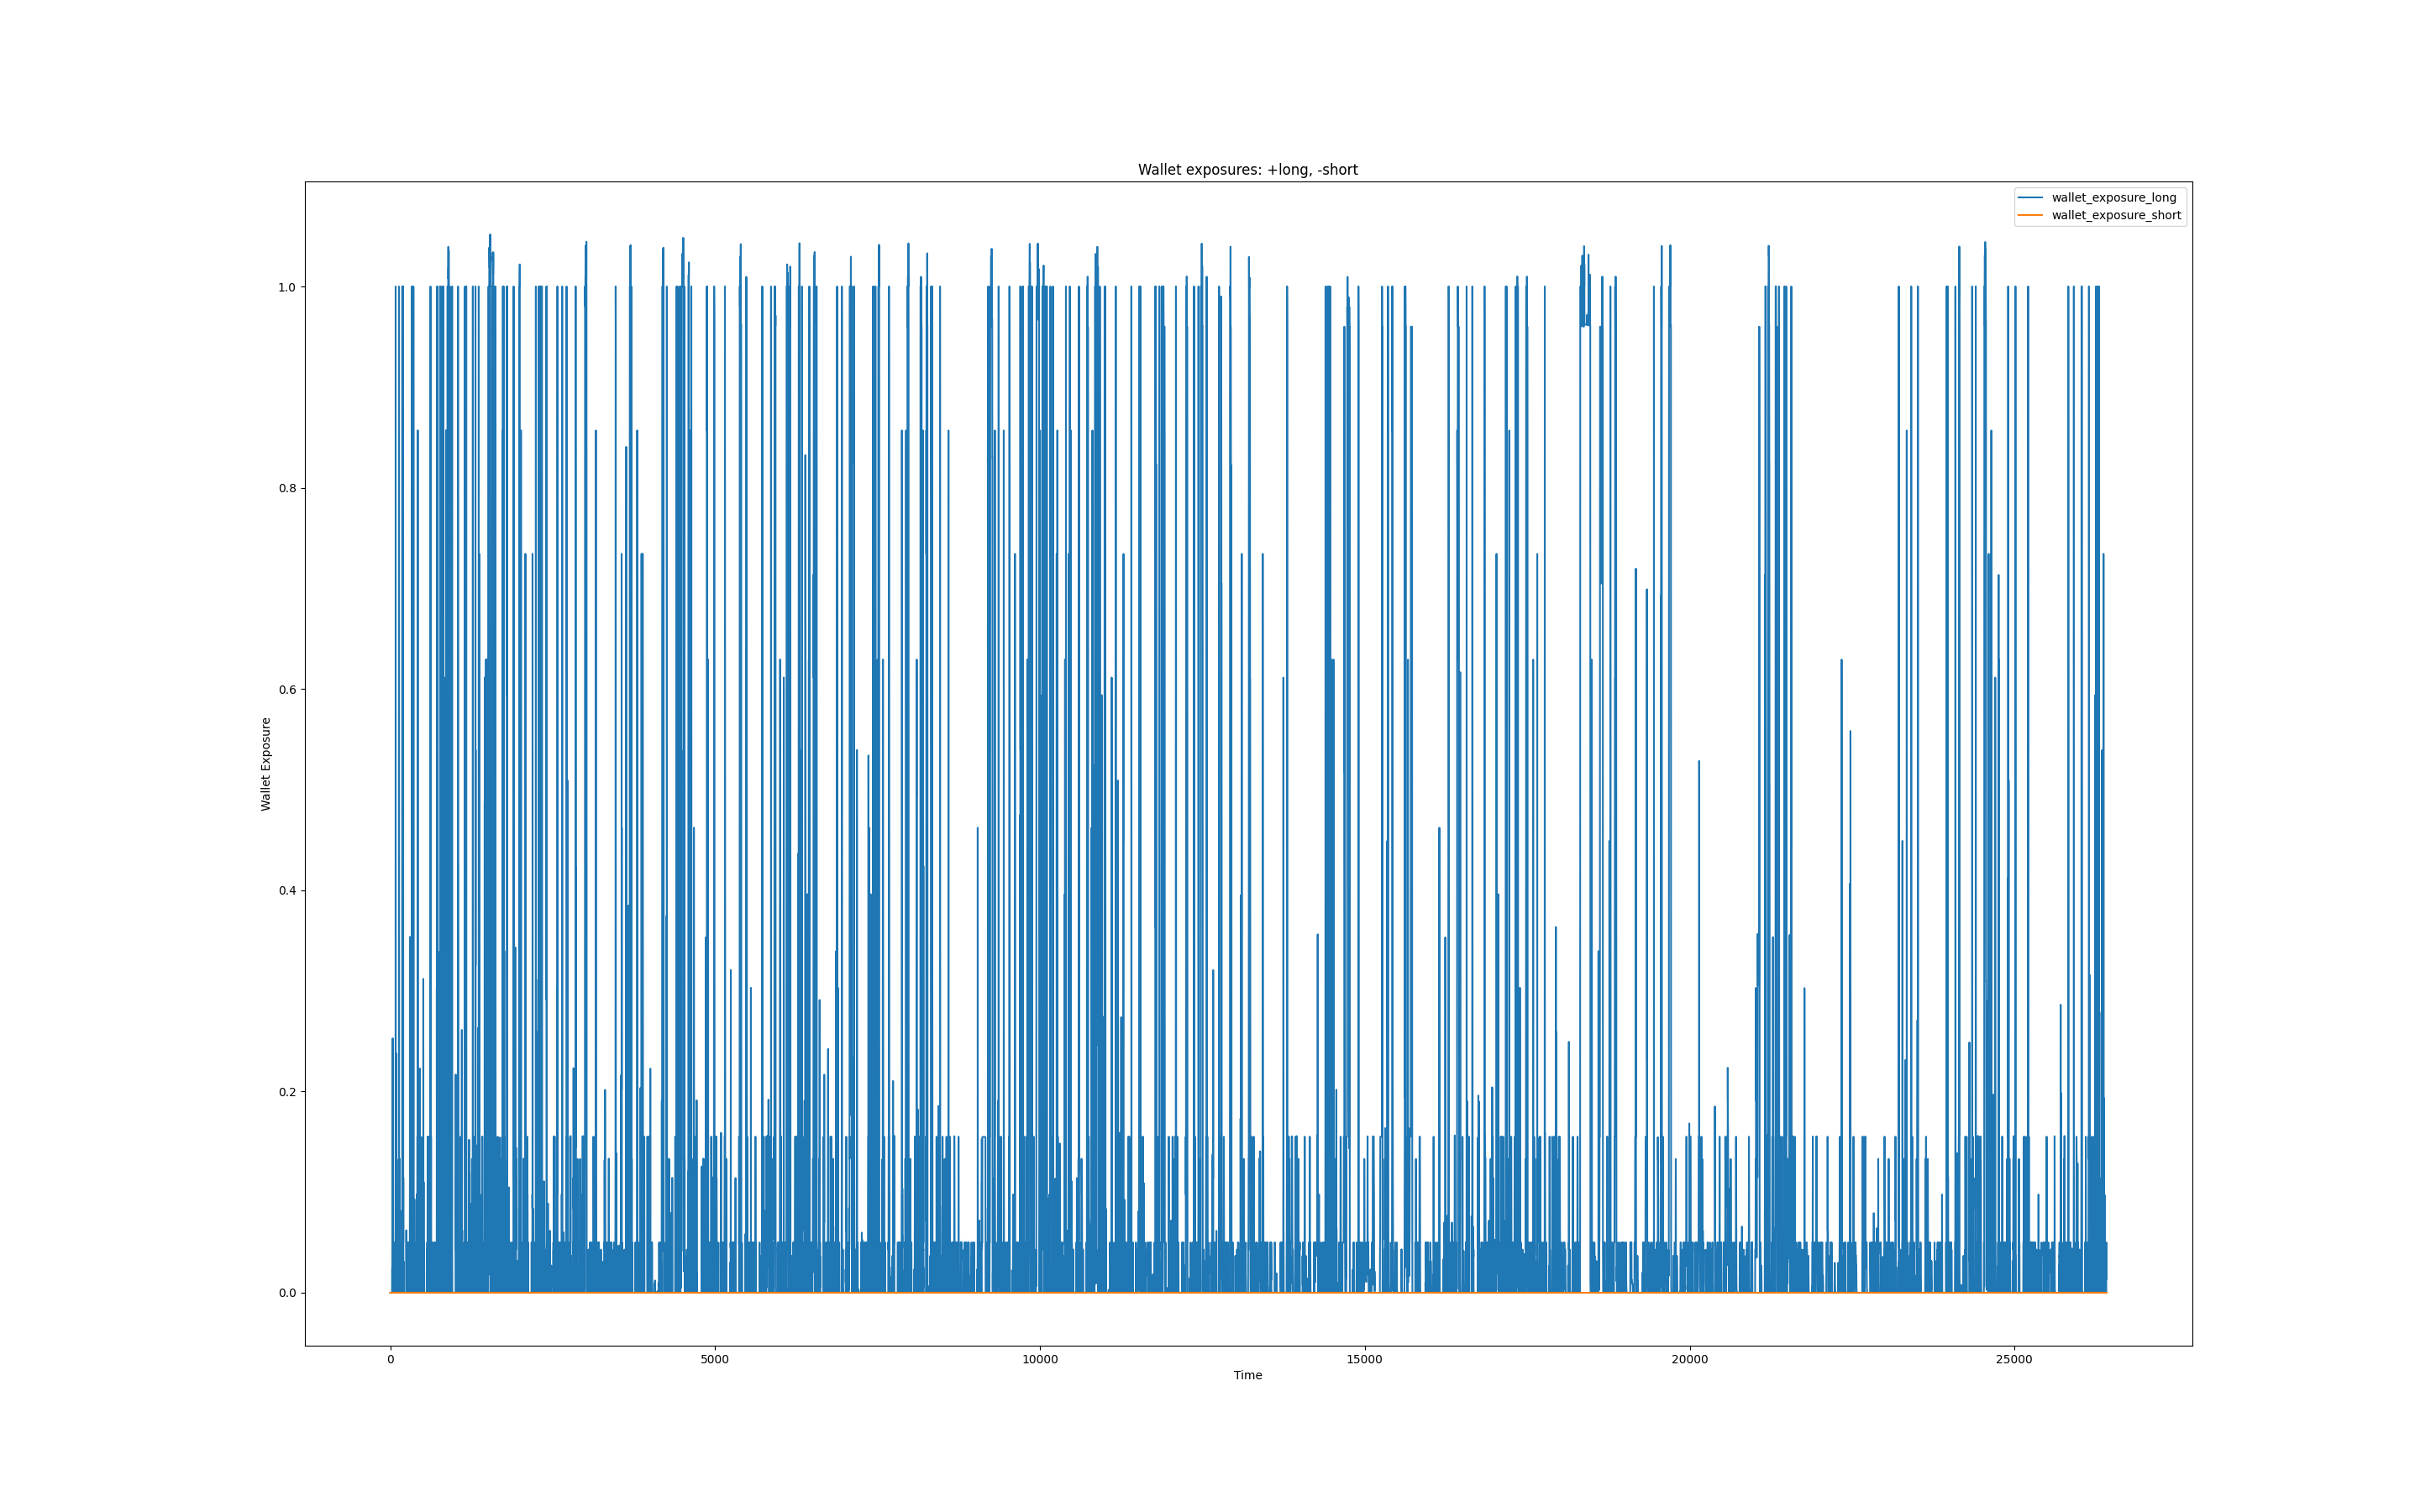 Wallet exposures: +long, -short
wallet_exposure_long
wallet_exposure_short
1.0
0.8
0.6
0.4
0.2
0.0
Wallet Exposure
0 5000 10000 15000 20000 25000
Time